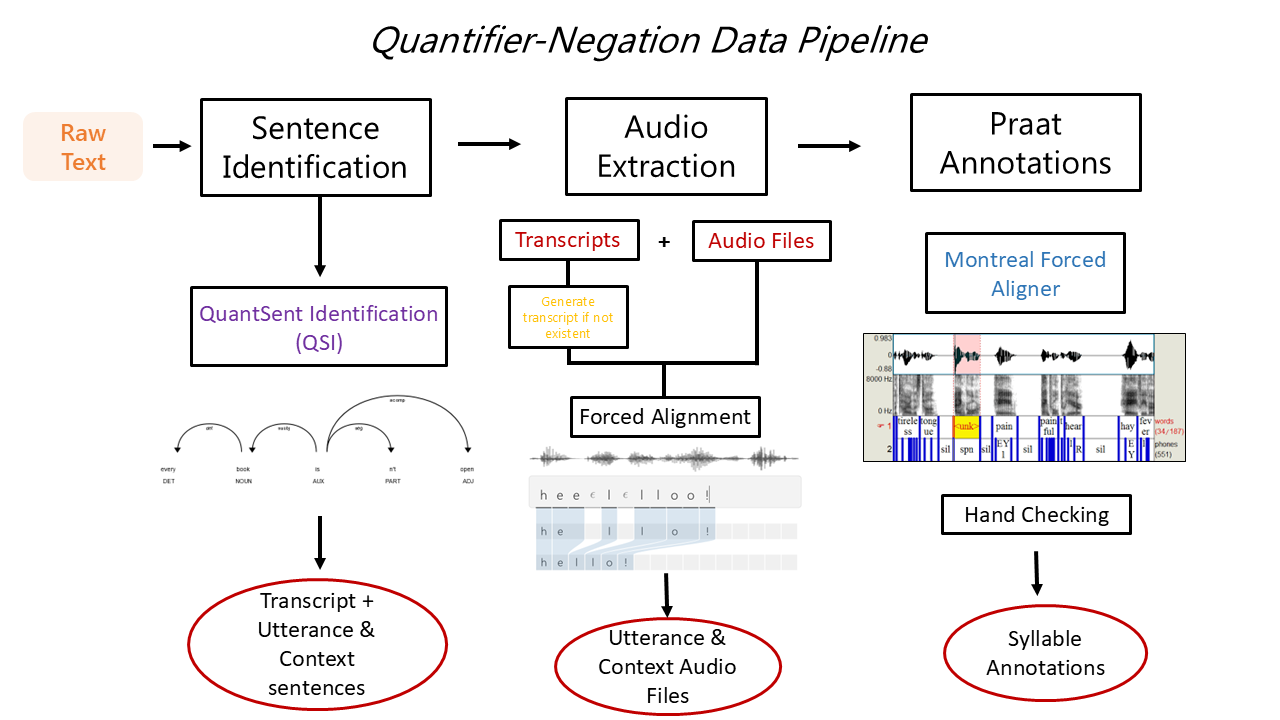 Quantifier-Negation Data Pipeline
Raw
Text
Sentence
Identification
Audio
Extraction
Praat
Annotations
QuantSent Identification
(QSI)
det
nsubj
neg
acomp
every
book
is
n't
open
DET
NOUN
AUX
PART
ADJ
Transcript +
Utterance &
Context
sentences
Transcripts
+
Audio Files
Generate
transcript if not
existent
Forced Alignment
h e e ϵ l ϵ l l o o !
h e l l o !
h e l l o !
Utterance &
Context Audio
Files
Montreal Forced
Aligner
0.983
0
-0.88
8000 Hz
0 Hz
☞ 1
tirele
ss
tong
ue
<unk>
pain
pain
ful
hear
hay
fev
er
words
(34/187)
2
sil
spn
sil
EY
1
R
sil
E
Y
phones
(551)
Hand Checking
Syllable
Annotations